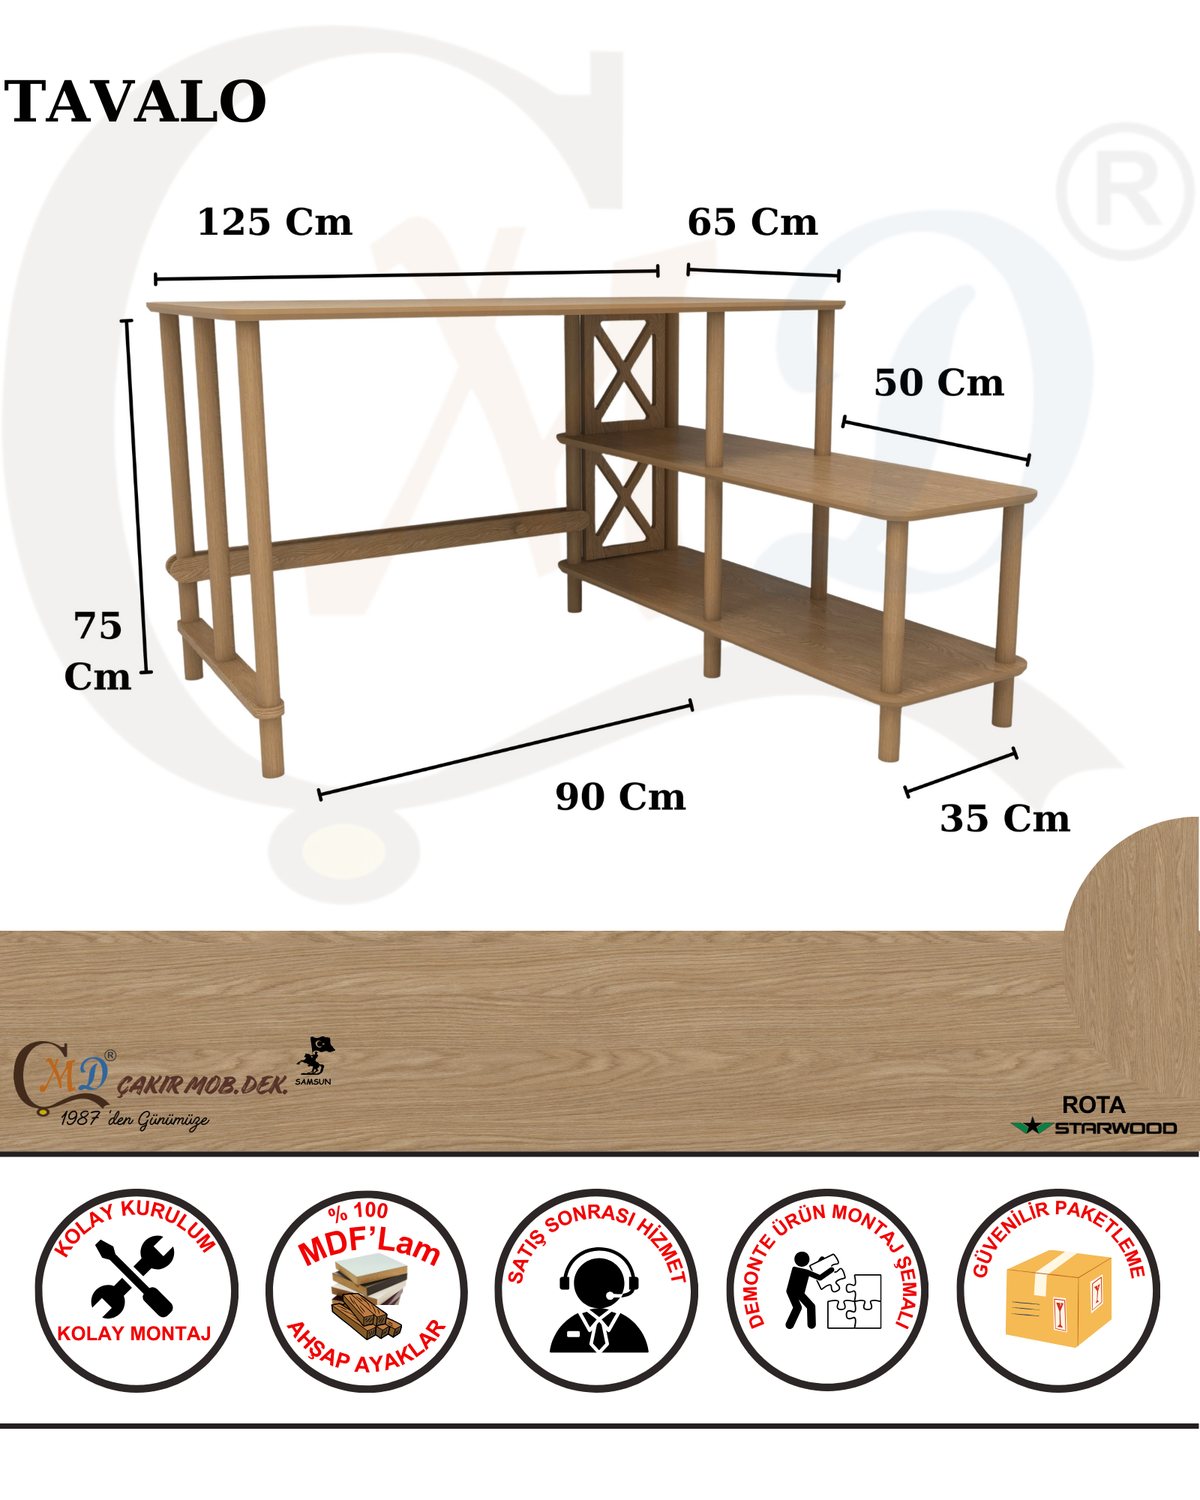 TAVALO
®
125 Cm
65 Cm
50 Cm
75
Cm
90 Cm
35 Cm
ÇMD® ÇAKIR MOB.DEK.
SAMSUN
1987 'den Günümüze
ROTA
STARWOOD
KOLAY KURULUM
KOLAY MONTAJ
% 100
MDF'Lam
AHŞAP AYAKLAR
SATIŞ SONRASI HİZMET
DEMONTE ÜRÜN MONTAJ ŞEMALI
GÜVENİLİR PAKETLEME